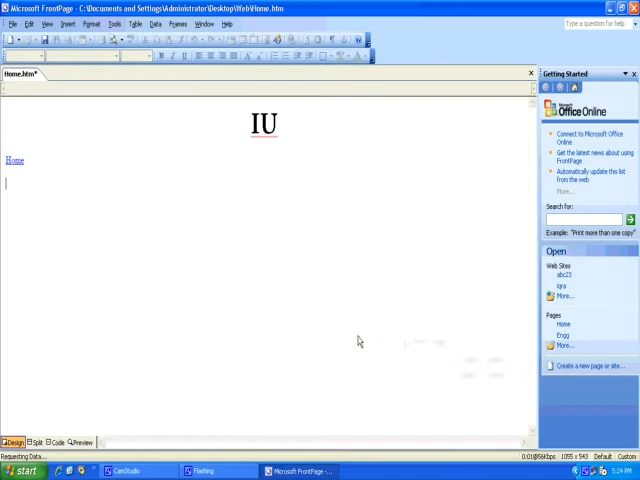 Microsoft FrontPage - C:\Documents and Settings\Administrator\Desktop\Web\Home.htm
File Edit View Insert Format Tools Table Data Frames Window Help
Type a question for help
Home.htm*
IU
Home
Getting Started
Office Online
Connect to Microsoft Office
Online
Get the latest news about using
FrontPage
Automatically update this list
from the web
More...
Search for:
Example: "Print more than one copy"
Open
Web Sites
abc23
iqra
More...
Pages
Home
Engg
More...
Create a new page or site...
Design Split Code Preview
Requesting Data...
0:01@56Kbps 1055 x 543 Default Custom
start
CamStudio
Flashing
Microsoft FrontPage - ...
5:24 PM